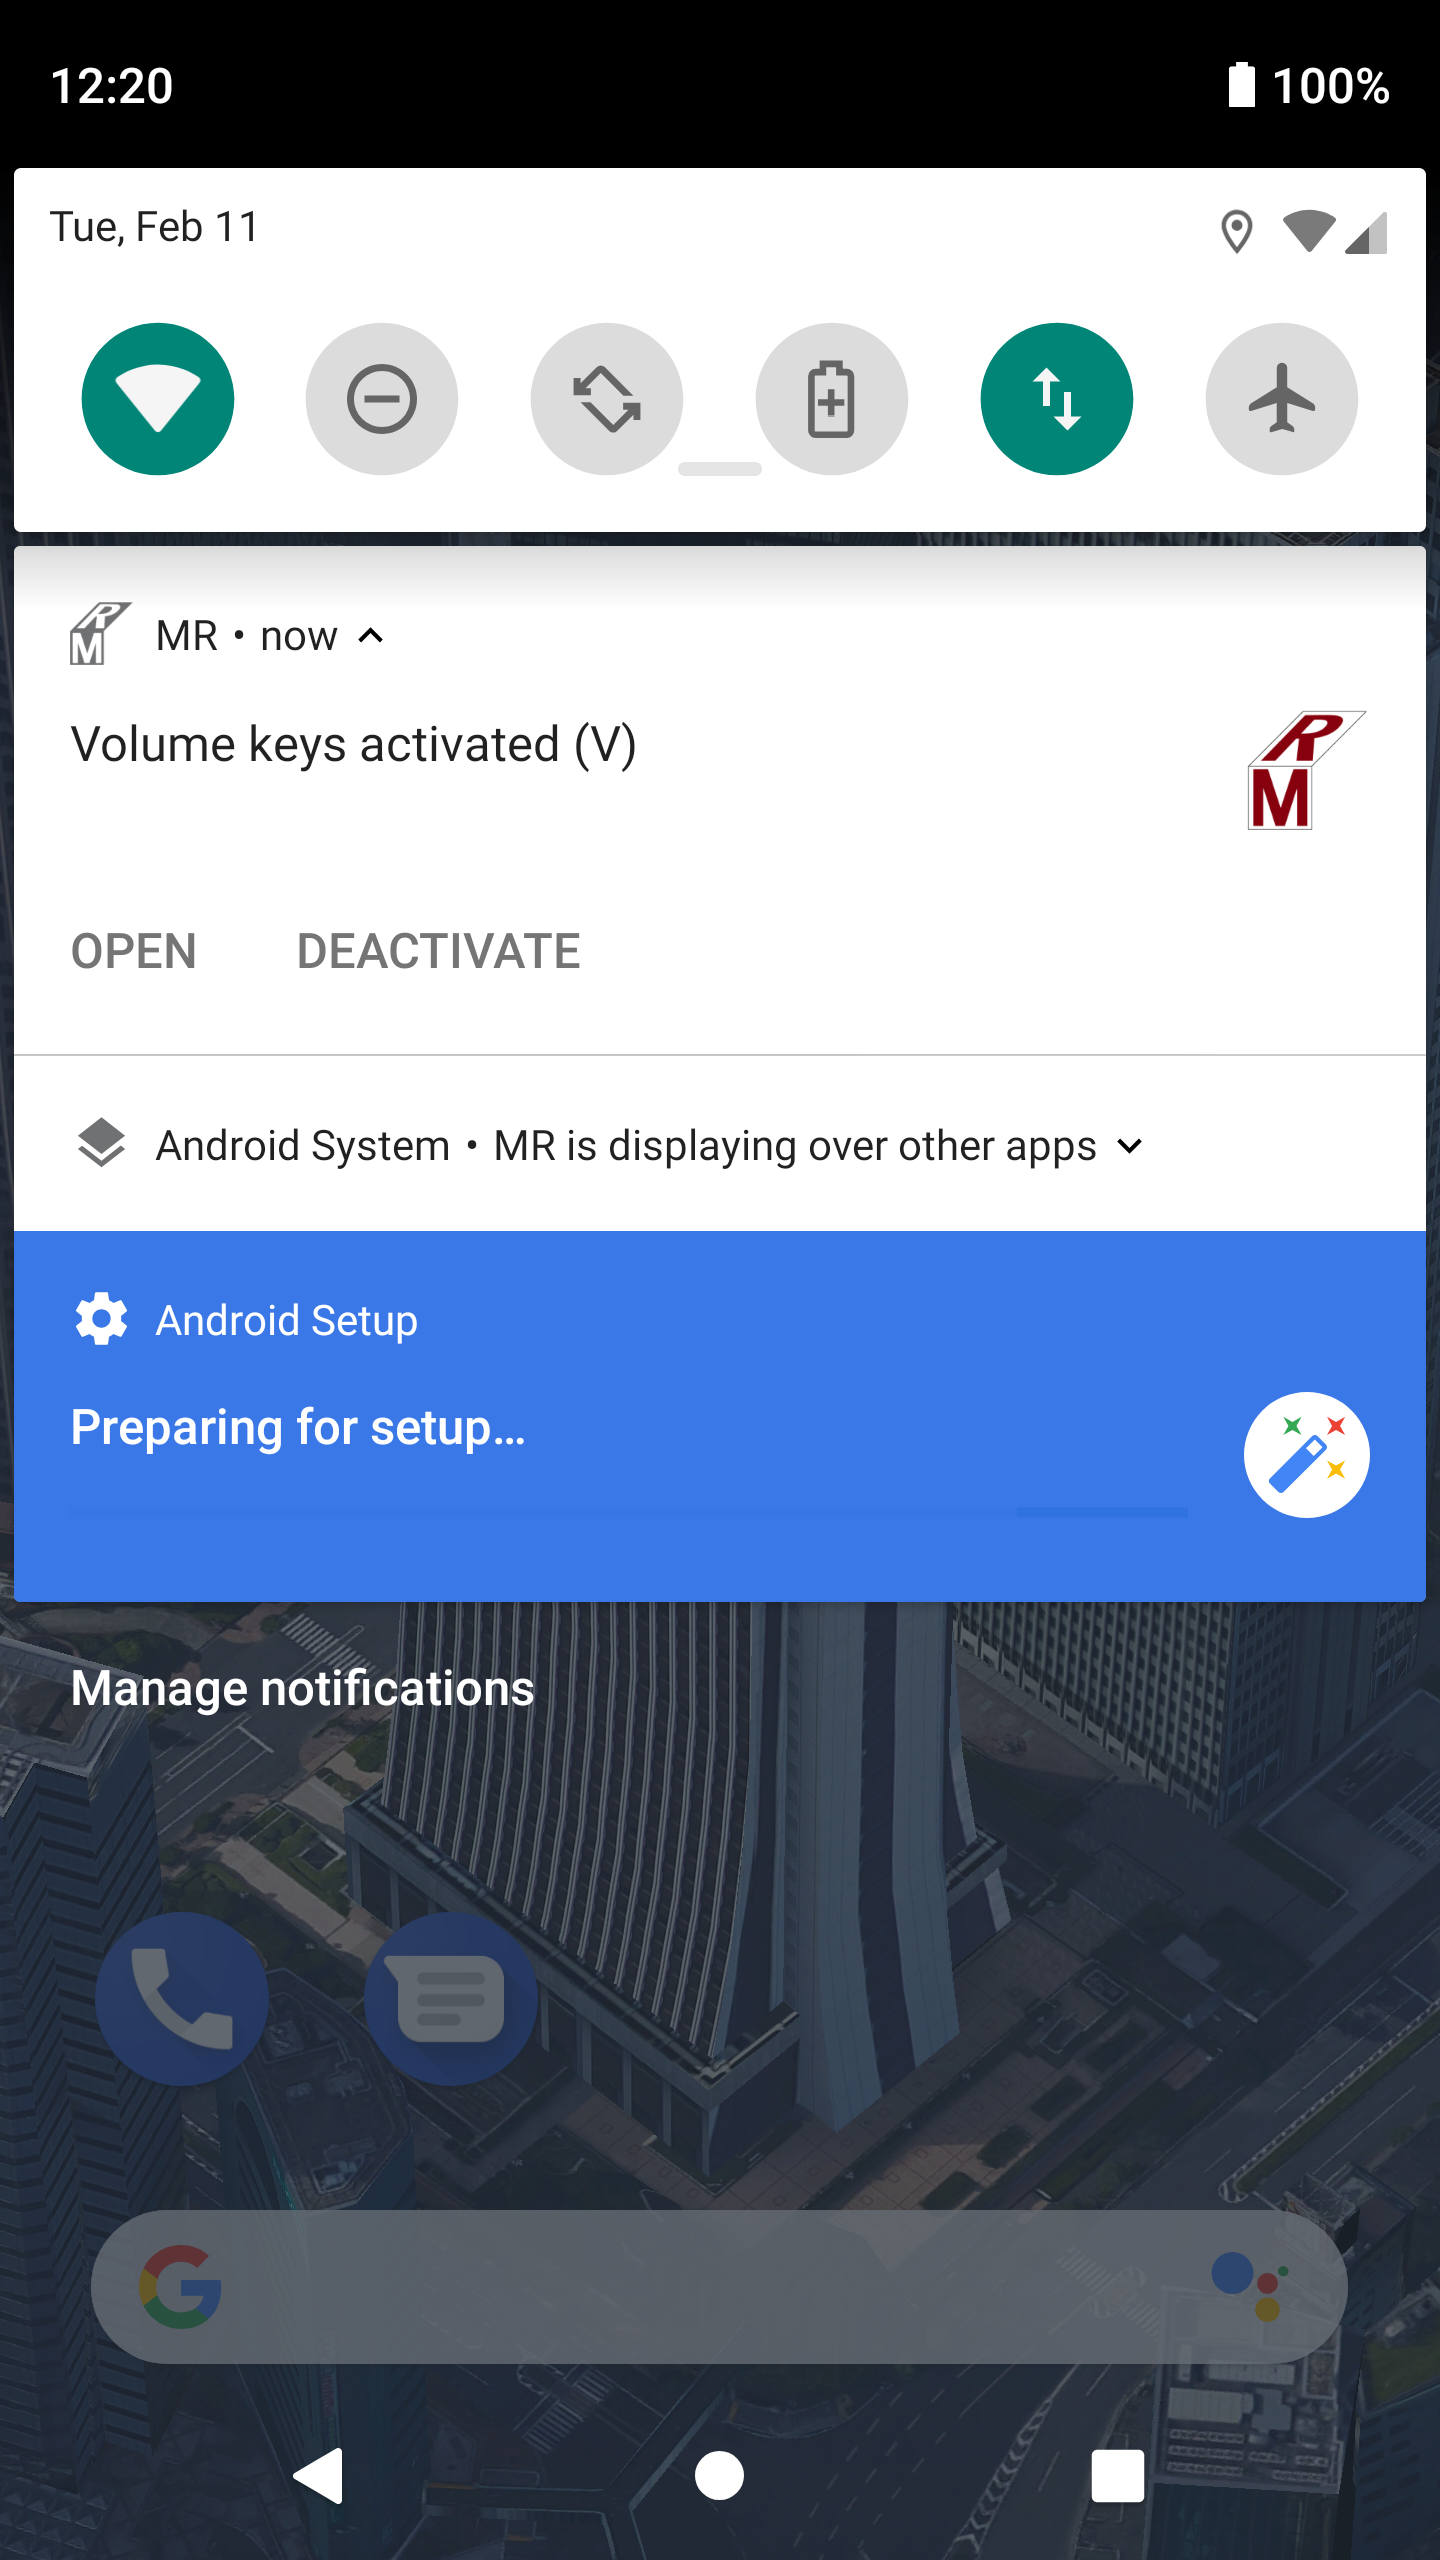 12:20
100%
Tue, Feb 11
MR • now
Volume keys activated (V)
R
M
OPEN
DEACTIVATE
Android System • MR is displaying over other apps
Android Setup
Preparing for setup...
Manage notifications